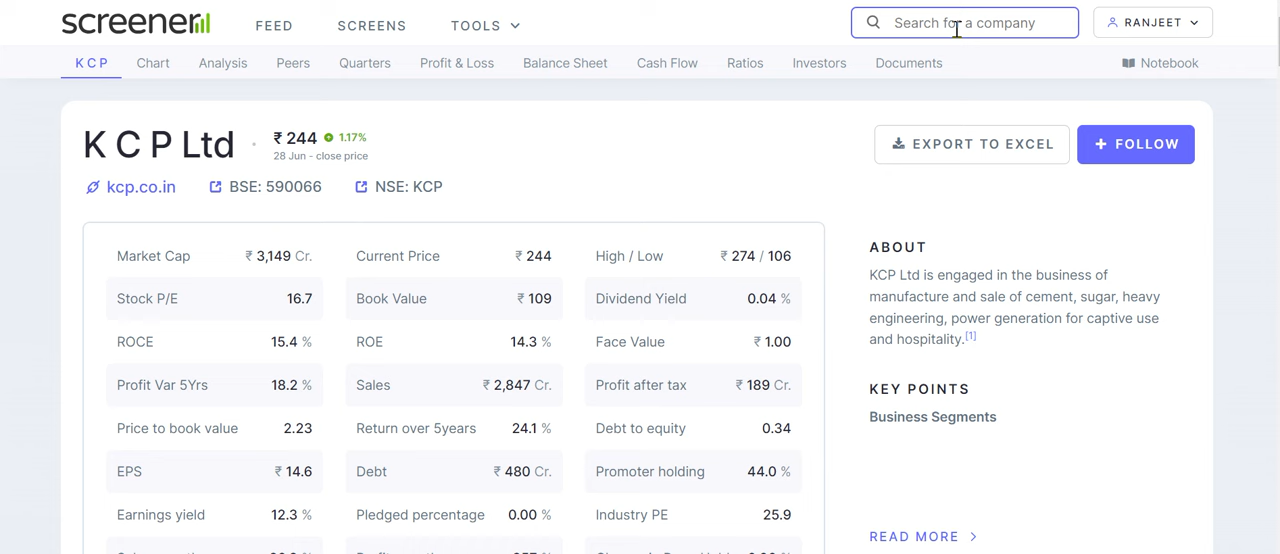 screener
FEED
SCREENS
TOOLS
Search for a company
RANJEET
K C P
Chart
Analysis
Peers
Quarters
Profit & Loss
Balance Sheet
Cash Flow
Ratios
Investors
Documents
Notebook
K C P Ltd
₹ 244 1.17%
28 Jun - close price
EXPORT TO EXCEL
FOLLOW
kcp.co.in
BSE: 590066
NSE: KCP
Market Cap ₹ 3,149 Cr.
Current Price ₹ 244
High / Low ₹ 274 / 106
Stock P/E 16.7
Book Value ₹ 109
Dividend Yield 0.04 %
ROCE 15.4 %
ROE 14.3 %
Face Value ₹ 1.00
Profit Var 5Yrs 18.2 %
Sales ₹ 2,847 Cr.
Profit after tax ₹ 189 Cr.
Price to book value 2.23
Return over 5years 24.1 %
Debt to equity 0.34
EPS ₹ 14.6
Debt ₹ 480 Cr.
Promoter holding 44.0 %
Earnings yield 12.3 %
Pledged percentage 0.00 %
Industry PE 25.9
ABOUT
KCP Ltd is engaged in the business of
manufacture and sale of cement, sugar, heavy
engineering, power generation for captive use
and hospitality.[1]
KEY POINTS
Business Segments
READ MORE